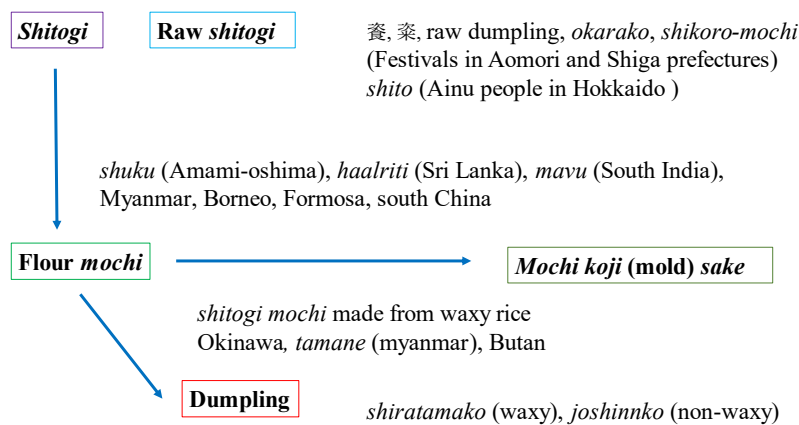 Shitogi
Raw shitogi
粢, raw dumpling, okarako, shikoro-mochi
(Festivals in Aomori and Shiga prefectures)
shito (Ainu people in Hokkaido )
shuku (Amami-oshima), haalriti (Sri Lanka), mavu (South India),
Myanmar, Borneo, Formosa, south China
Flour mochi
Mochi koji (mold) sake
shitogi mochi made from waxy rice
Okinawa, tamane (myanmar), Butan
Dumpling
shiratamako (waxy), joshinnko (non-waxy)